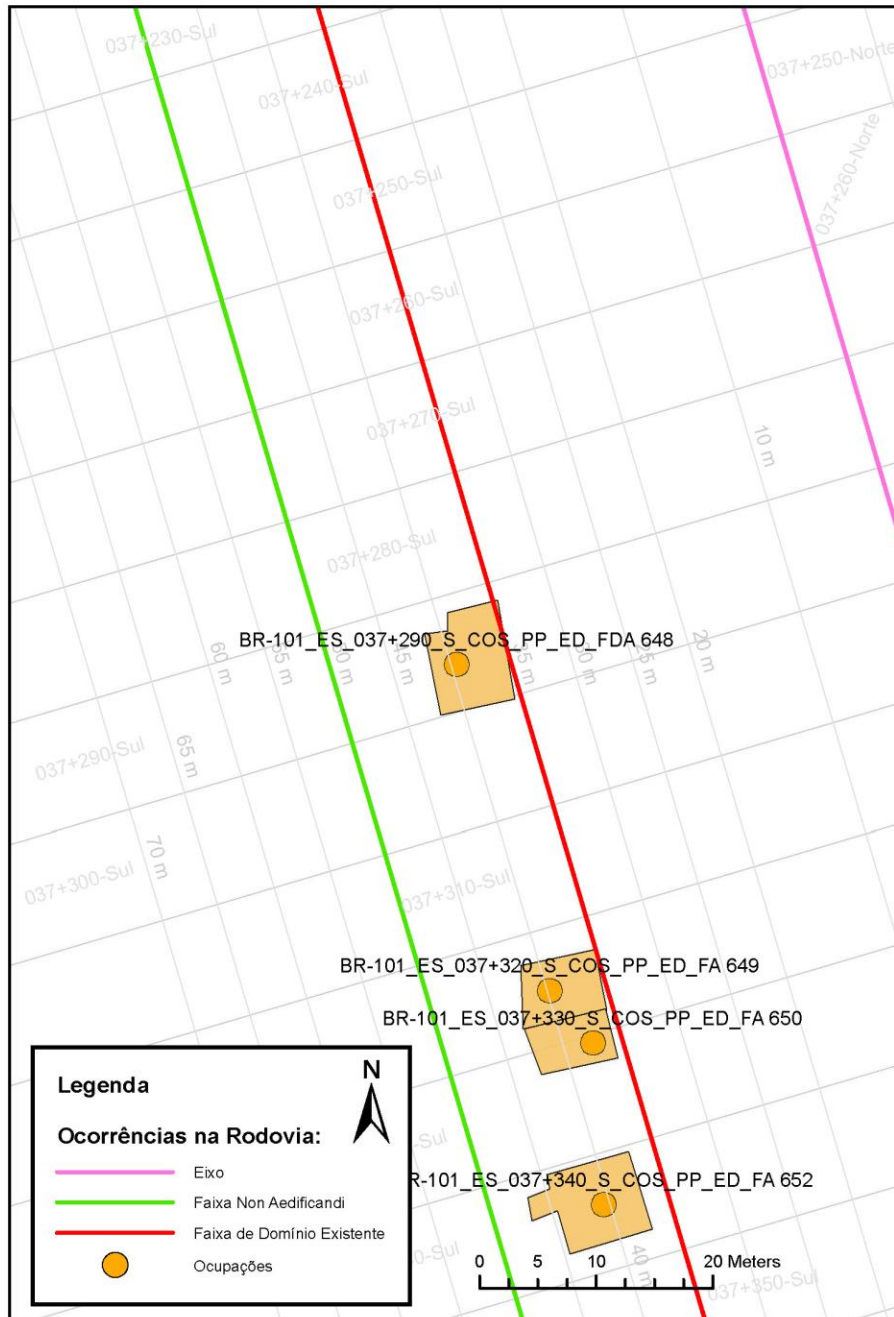 037+230-Sul
037+240-Sul
037+250-Norte
037+260-Norte
037+250-Sul
037+260-Sul
037+270-Sul
10 m
037+280-Sul
BR-101_ES_037+290_S_COS_PP_ED_FDA 648
60 m
55 m
50 m
45 m
35 m
30 m
25 m
20 m
037+290-Sul
65 m
70 m
037+300-Sul
037+310-Sul
BR-101_ES_037+320_S_COS_PP_ED_FA 649
BR-101_ES_037+330_S_COS_PP_ED_FA 650
-Sul
R-101_ES_037+340_S_COS_PP_ED_FA 652
0-Sul
40 m
037+350-Sul
0 5 10 20 Meters
Legenda
N
Ocorrências na Rodovia:
Eixo
Faixa Non Aedificandi
Faixa de Domínio Existente
Ocupações